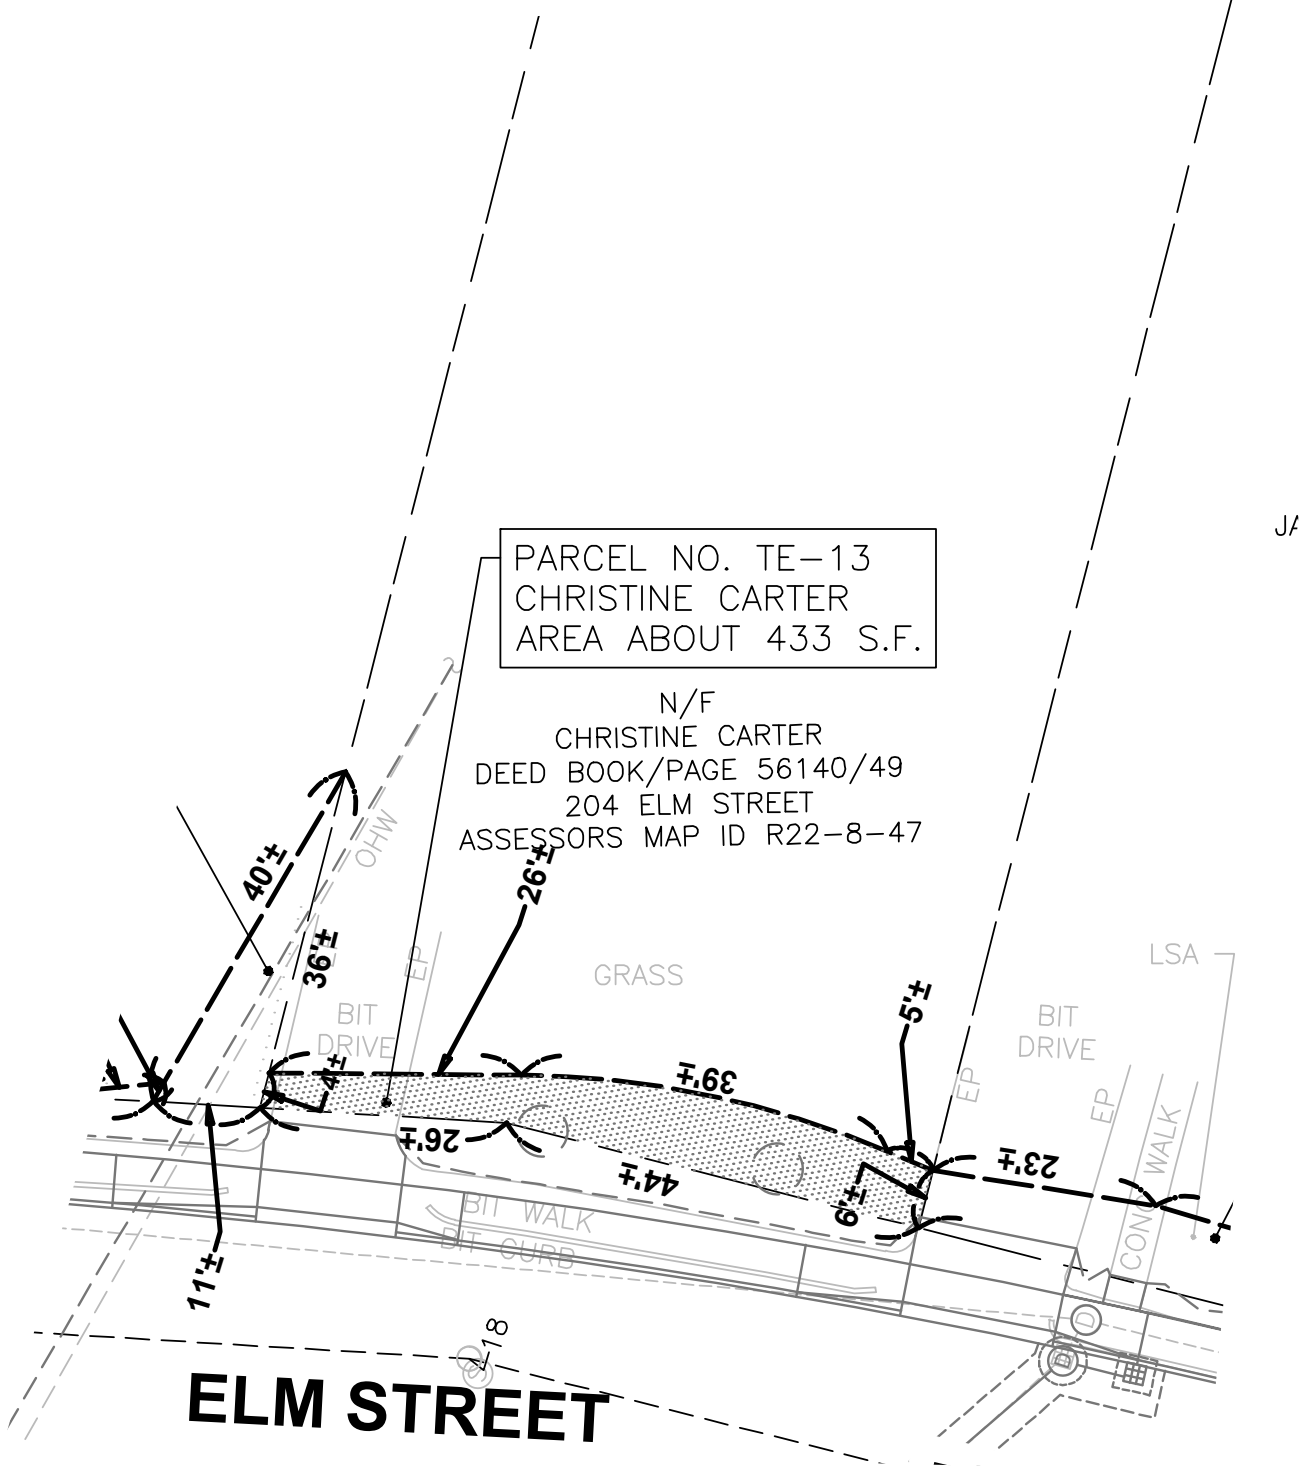 JA
PARCEL NO. TE-13
CHRISTINE CARTER
AREA ABOUT 433 S.F.
N/F
CHRISTINE CARTER
DEED BOOK/PAGE 56140/49
204 ELM STREET
ASSESSORS MAP ID R22-8-47
OHW
40'±
26'±
36'±
EP
GRASS
LSA
5'±
BIT
DRIVE
BIT
DRIVE
4'±
39'±
EP
EP
CONC WALK
26'±
23'±
44'±
6'±
BIT WALK
BIT CURB
11'±
L18
S
D
D
ELM STREET